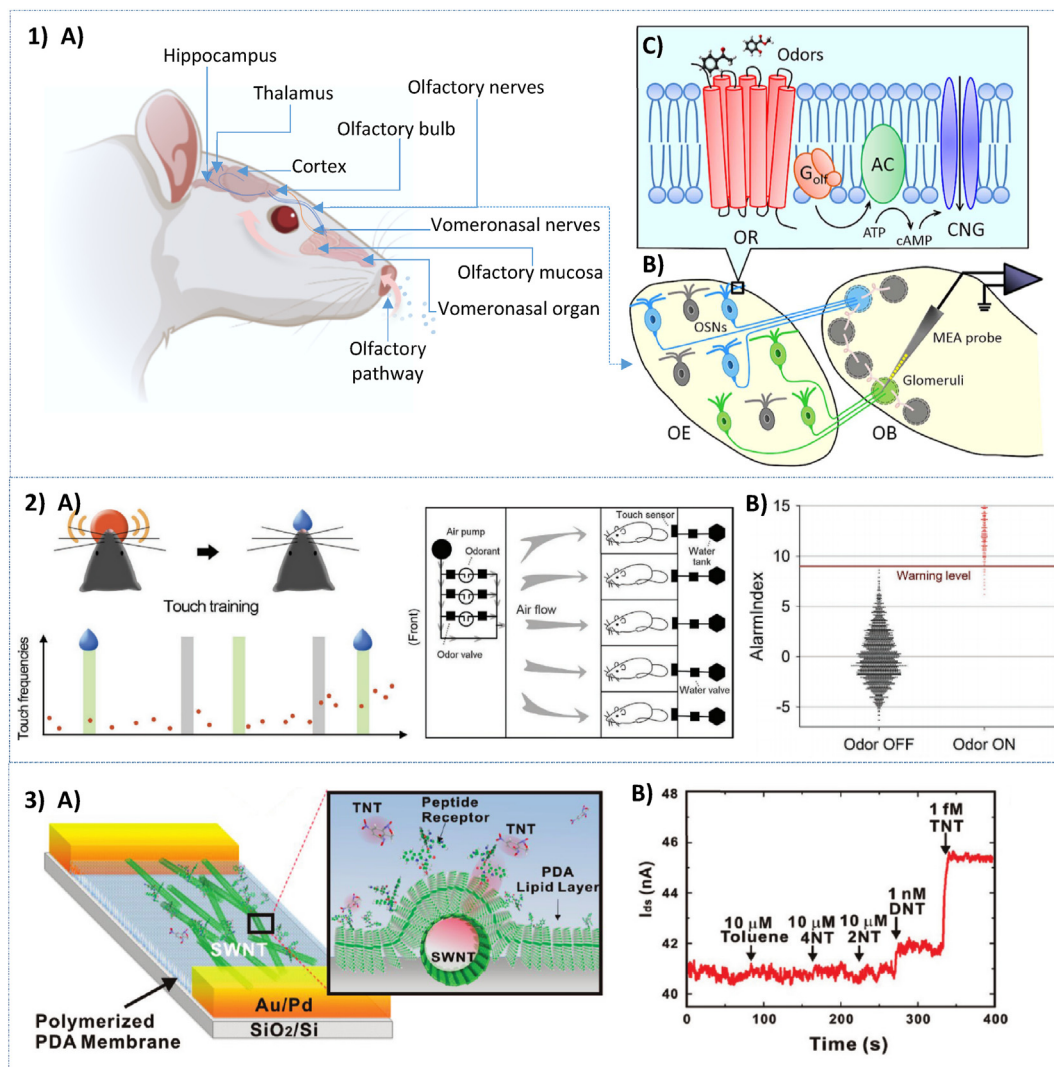 1) A)
Hippocampus
Thalamus
Cortex
Olfactory nerves
Olfactory bulb
Vomeronasal nerves
Olfactory mucosa
Vomeronasal organ
Olfactory
pathway
C)
Odors
Golf
AC
ATP
cAMP
CNG
OR
B)
OSNs
MEA probe
Glomeruli
OE
OB
2) A)
Touch training
Touch frequencies
Air pump
Odorant
(Front)
Odor valve
Air flow
Touch sensor
Water
tank
Water valve
B)
AlarmIndex
15
10
5
0
-5
Warning level
Odor OFF
Odor ON
3) A)
SWNT
Au/Pd
SiO2/Si
Polymerized
PDA Membrane
TNT
Peptide
Receptor
TNT
PDA
Lipid Layer
SWNT
B)
Ids (nA)
48
46
44
42
40
10 μM
Toluene
10 μM
4NT
10 μM
2NT
1 nM
DNT
1 fM
TNT
0 100 200 300 400
Time (s)